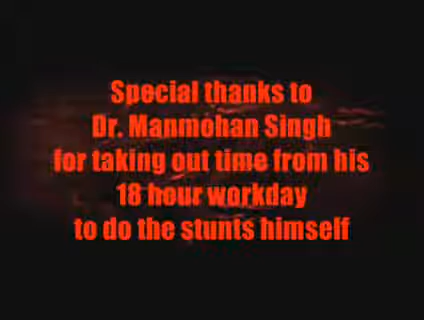 Special thanks to
Dr. Manmohan Singh
for taking out time from his
18 hour workday
to do the stunts himself